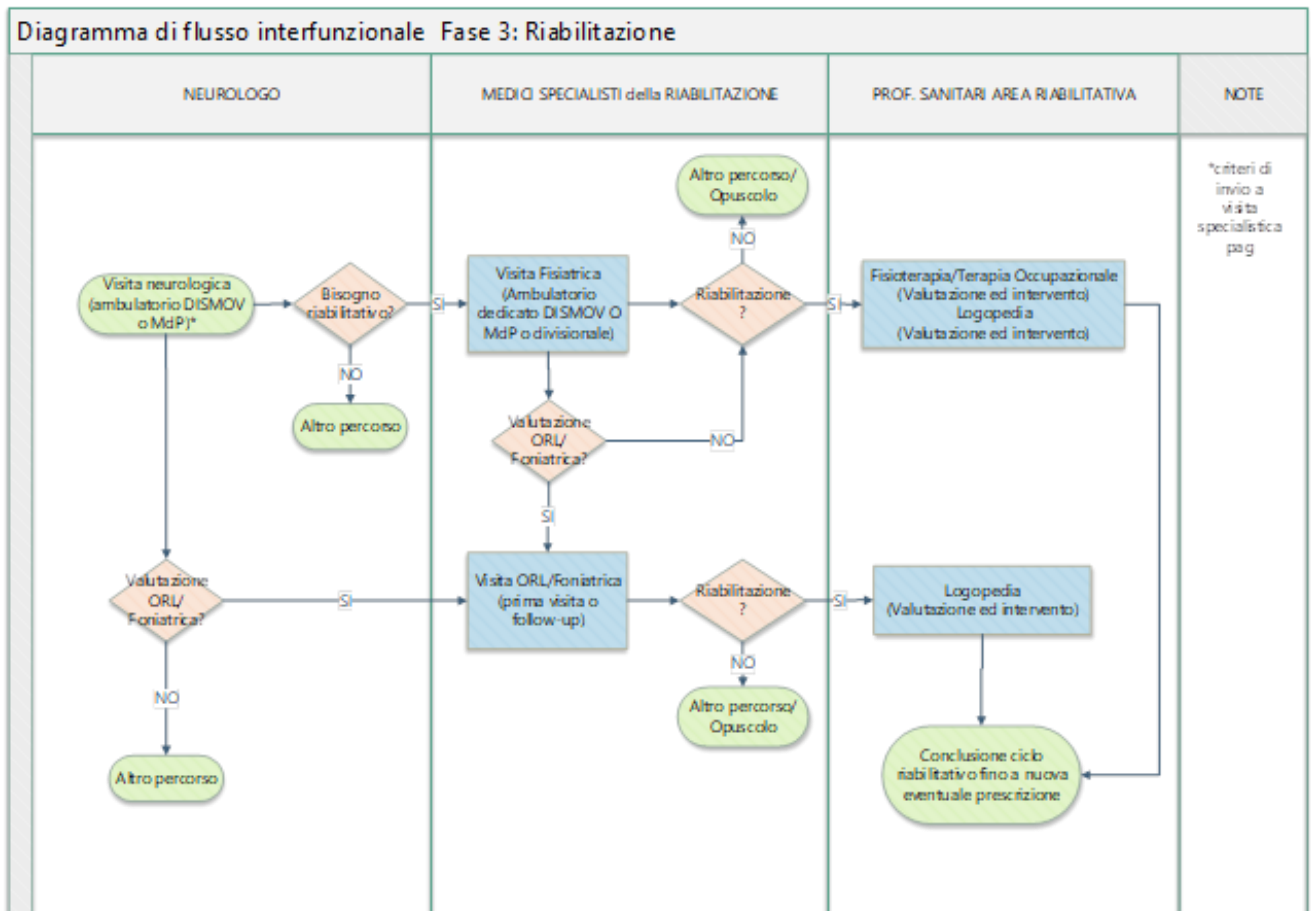 Diagramma di flusso interfunzionale Fase 3: Riabilitazione
NEUROLOGO
MEDICI SPECIALISTI della RIABILITAZIONE
PROF. SANITARI AREA RIABILITATIVA
NOTE
*criteri di
invio a
visita
specialistica
pag
Altro percorso/
Opuscolo
NO
Visita neurologica
(ambulatorio DISMOV
o MdP)*
Bisogno
riabilitativo?
SI
Visita Fisiatrica
(Ambulatorio
dedicato DISMOV O
MdP o divisionale)
Riabilitazione
?
SI
Fisioterapia/Terapia Occupazionale
(Valutazione ed intervento)
Logopedia
(Valutazione ed intervento)
NO
Altro percorso
Valutazione
ORL/
Foniatrica?
NO
SI
Valutazione
ORL/
Foniatrica?
SI
Visita ORL/Foniatrica
(prima visita o
follow-up)
Riabilitazione
?
SI
Logopedia
(Valutazione ed intervento)
NO
NO
Altro percorso/
Opuscolo
Altro percorso
Conclusione ciclo
riabilitativo fino a nuova
eventuale prescrizione